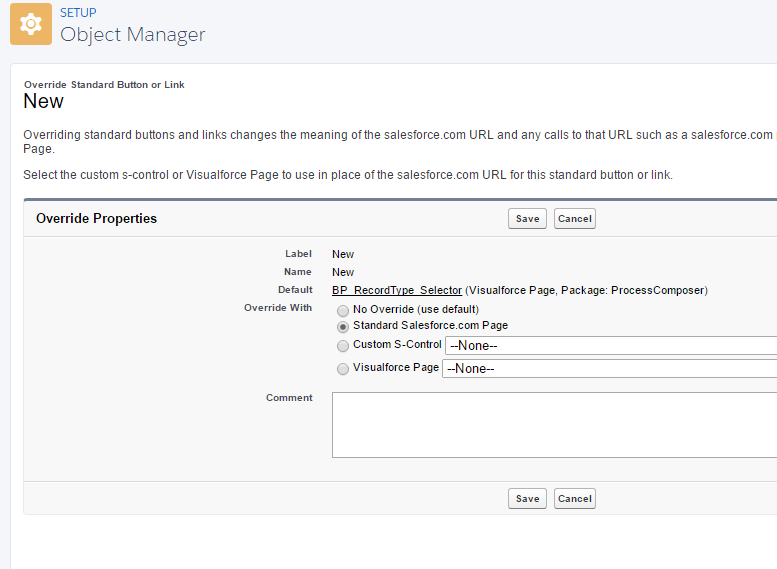 SETUP
Object Manager
Override Standard Button or Link
New
Overriding standard buttons and links changes the meaning of the salesforce.com URL and any calls to that URL such as a salesforce.com
Page.
Select the custom s-control or Visualforce Page to use in place of the salesforce.com URL for this standard button or link.
Override Properties Save Cancel
Label New
Name New
Default BP_RecordType_Selector (Visualforce Page, Package: ProcessComposer)
Override With No Override (use default)
Standard Salesforce.com Page
Custom S-Control --None--
Visualforce Page --None--
Comment
Save Cancel